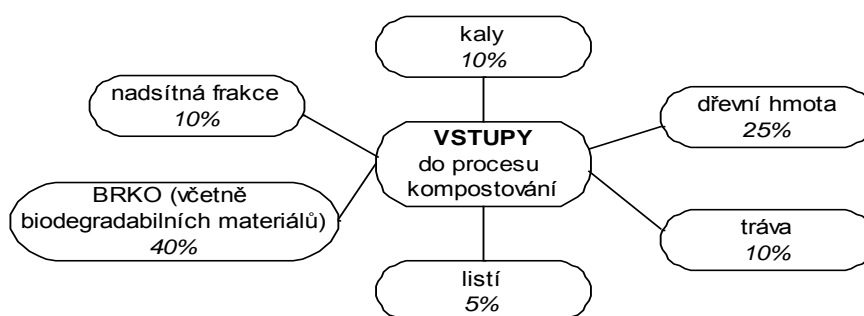 kaly
10%
nadsítná frakce
10%
dřevní hmota
25%
VSTUPY
do procesu
kompostování
BRKO (včetně
biodegradabilních materiálů)
40%
tráva
10%
listí
5%